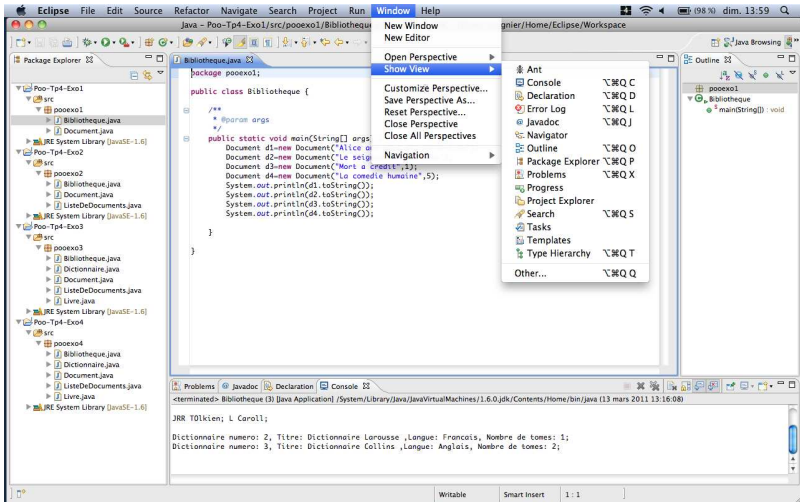 Eclipse File Edit Source Refactor Navigate Search Project Run Window Help (98 %) dim. 13:59
Java – Poo-Tp4-Exo1/src/pooexo1/Bibliotheque gnier/Home/Eclipse/Workspace
Java Browsing
Package Explorer
Poo-Tp4-Exo1
src
pooexo1
Bibliotheque.java
Document.java
JRE System Library [JavaSE-1.6]
Poo-Tp4-Exo2
src
pooexo2
Bibliotheque.java
Document.java
ListeDeDocuments.java
JRE System Library [JavaSE-1.6]
Poo-Tp4-Exo3
src
pooexo3
Bibliotheque.java
Dictionnaire.java
Document.java
ListeDeDocuments.java
Livre.java
JRE System Library [JavaSE-1.6]
Poo-Tp4-Exo4
src
pooexo4
Bibliotheque.java
Dictionnaire.java
Document.java
ListeDeDocuments.java
Livre.java
JRE System Library [JavaSE-1.6]
Bibliotheque.java
package pooexo1;
public class Bibliotheque {
/**
* @param args
*/
public static void main(String[] args
Document d1=new Document("Alice a
Document d2=new Document("Le seig
Document d3=new Document("Mort a credit",1);
Document d4=new Document("La comedie humaine",5);
System.out.println(d1.toString());
System.out.println(d2.toString());
System.out.println(d3.toString());
System.out.println(d4.toString());
}
}
New Window
New Editor
Open Perspective
Show View
Customize Perspective...
Save Perspective As...
Reset Perspective...
Close Perspective
Close All Perspectives
Navigation
Ant
Console ⌥⌘Q C
Declaration ⌥⌘Q D
Error Log ⌥⌘Q L
Javadoc ⌥⌘Q J
Navigator
Outline ⌥⌘Q O
Package Explorer ⌥⌘Q P
Problems ⌥⌘Q X
Progress
Project Explorer
Search ⌥⌘Q S
Tasks
Templates
Type Hierarchy ⌥⌘Q T
Other... ⌥⌘Q Q
Outline
pooexo1
Bibliotheque
main(String[]) : void
Problems @ Javadoc Declaration Console
<terminated> Bibliotheque (3) [Java Application] /System/Library/Java/JavaVirtualMachines/1.6.0.jdk/Contents/Home/bin/java (13 mars 2011 13:16:08)
JRR TOlkien; L Caroll;
Dictionnaire numero: 2, Titre: Dictionnaire Larousse ,Langue: Francais, Nombre de tomes: 1;
Dictionnaire numero: 3, Titre: Dictionnaire Collins ,Langue: Anglais, Nombre de tomes: 2;
Writable Smart Insert 1 : 1